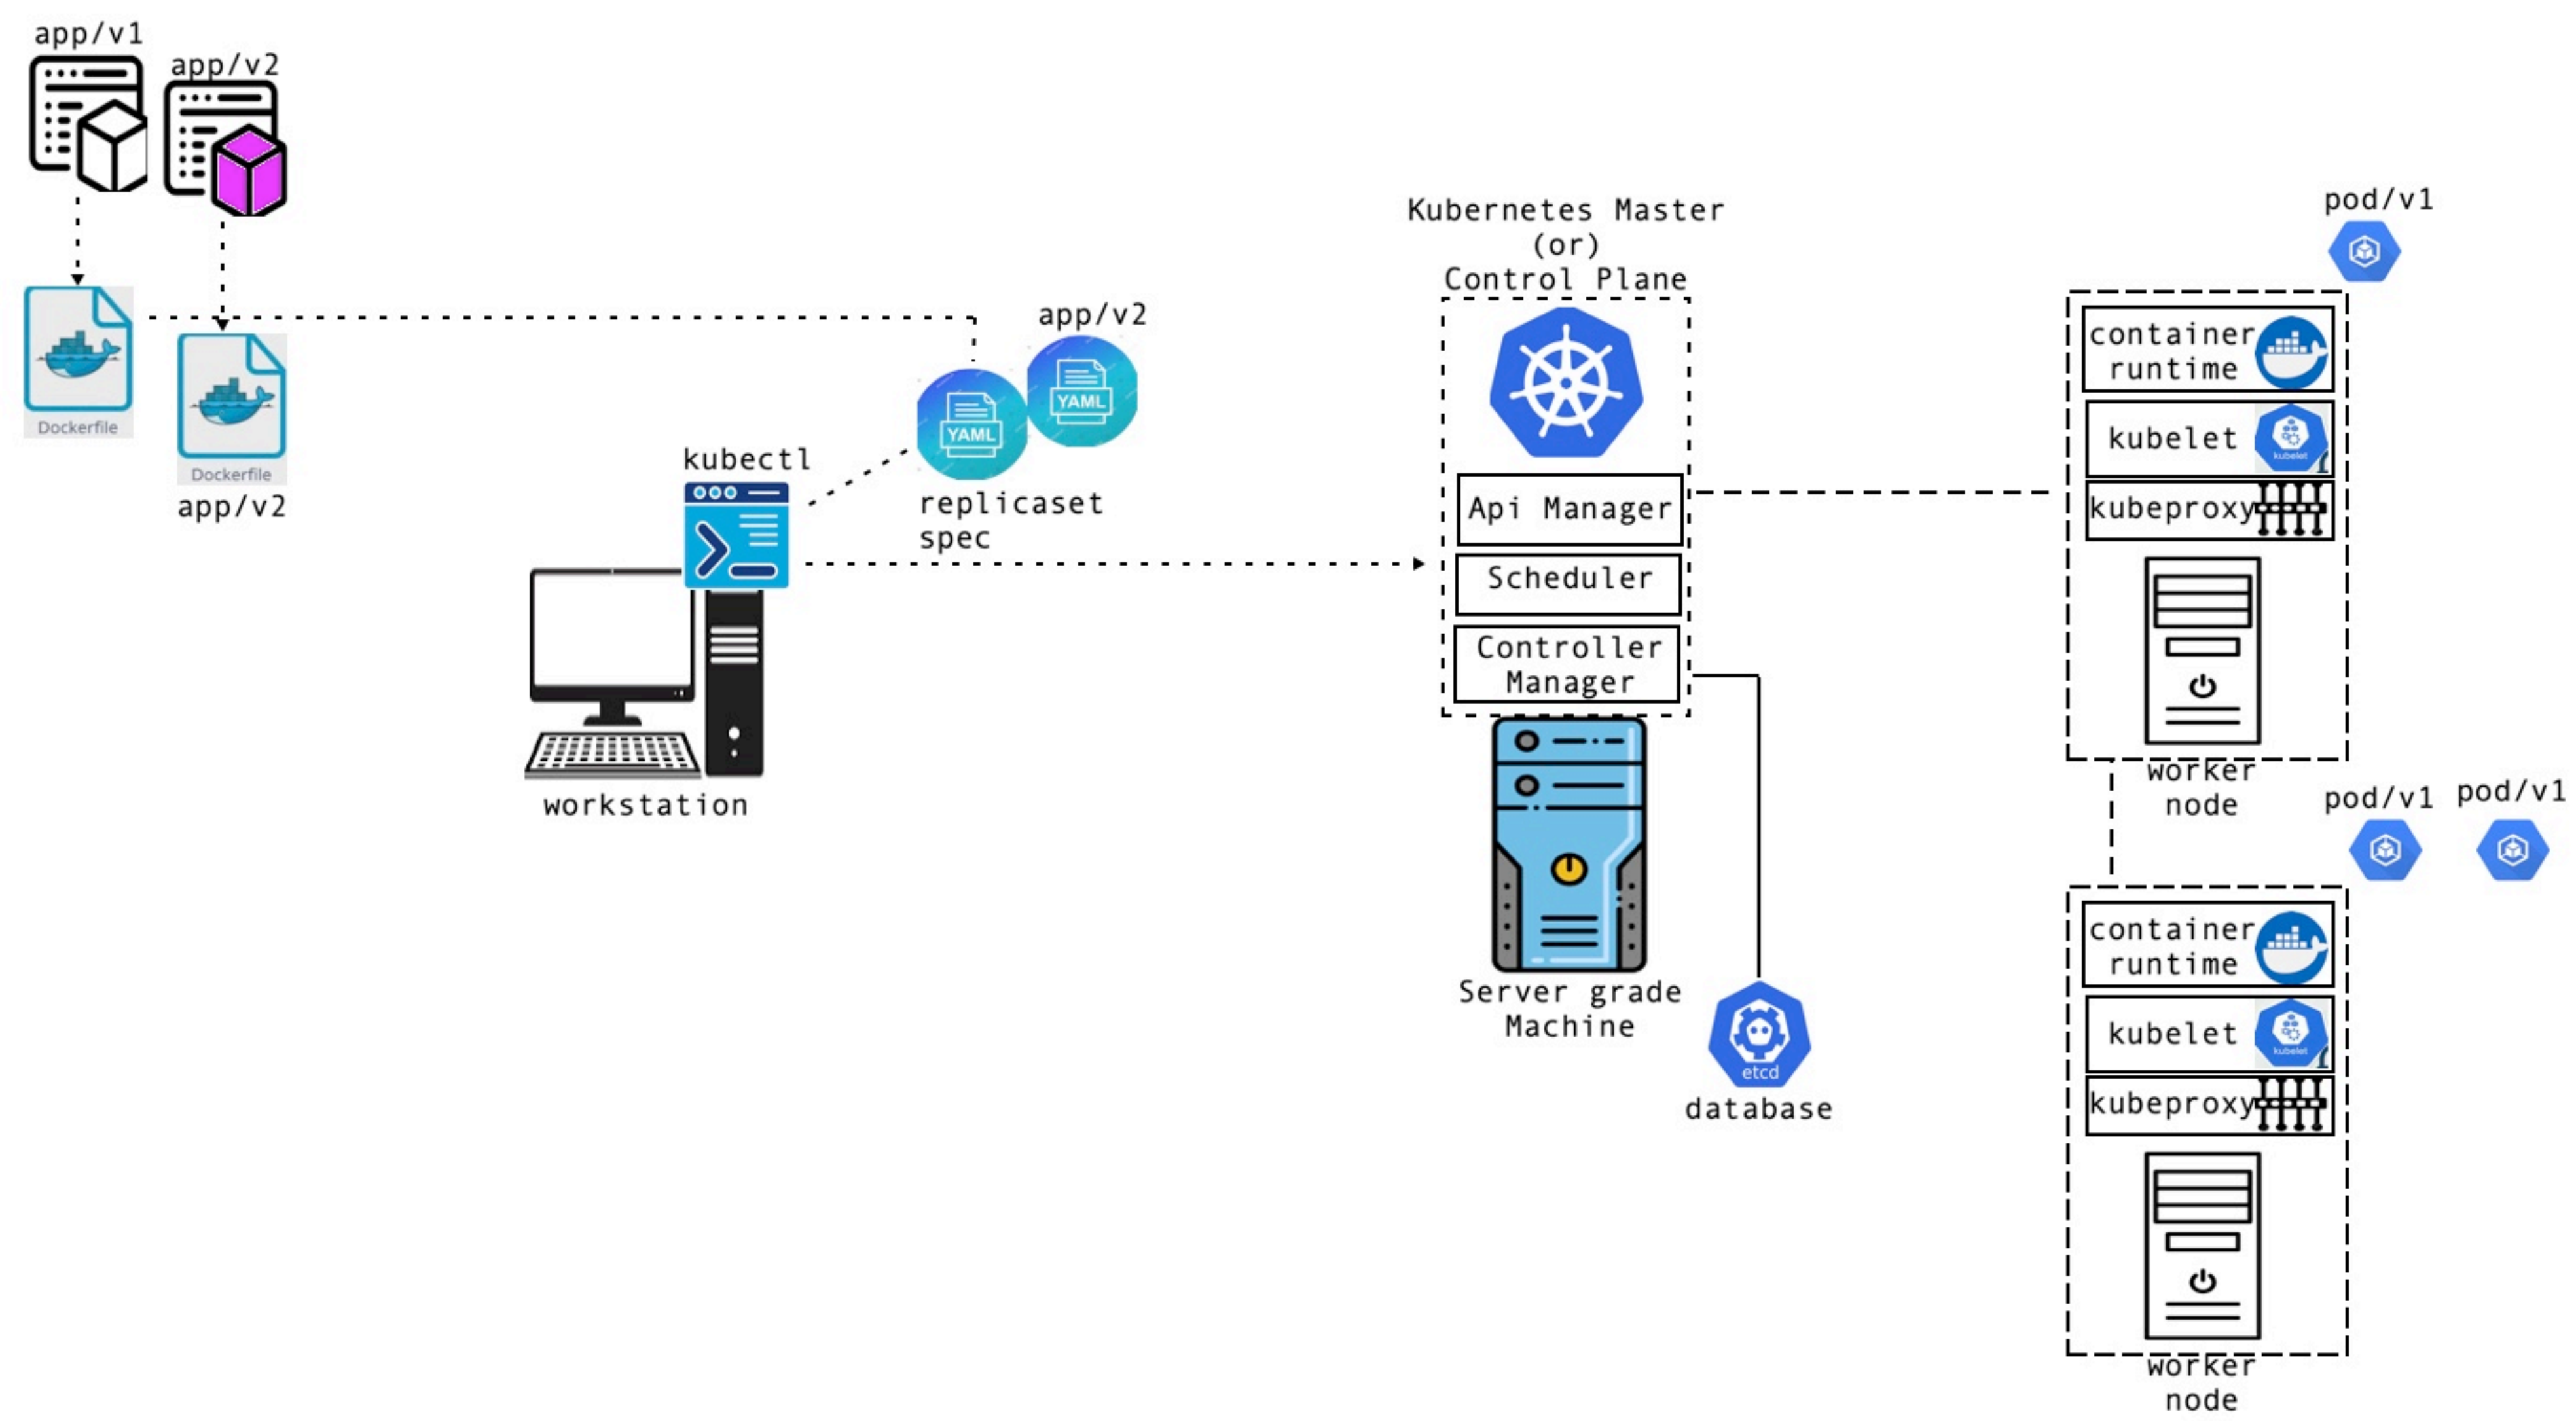 app/v1
app/v2
Dockerfile
Dockerfile
app/v2
kubectl
workstation
app/v2
YAML
YAML
replicaset
spec
Kubernetes Master
(or)
Control Plane
Api Manager
Scheduler
Controller
Manager
Server grade
Machine
etcd
database
pod/v1
container
runtime
kubelet
kubelet
kubeproxy
worker
node
pod/v1
pod/v1
container
runtime
kubelet
kubelet
kubeproxy
worker
node